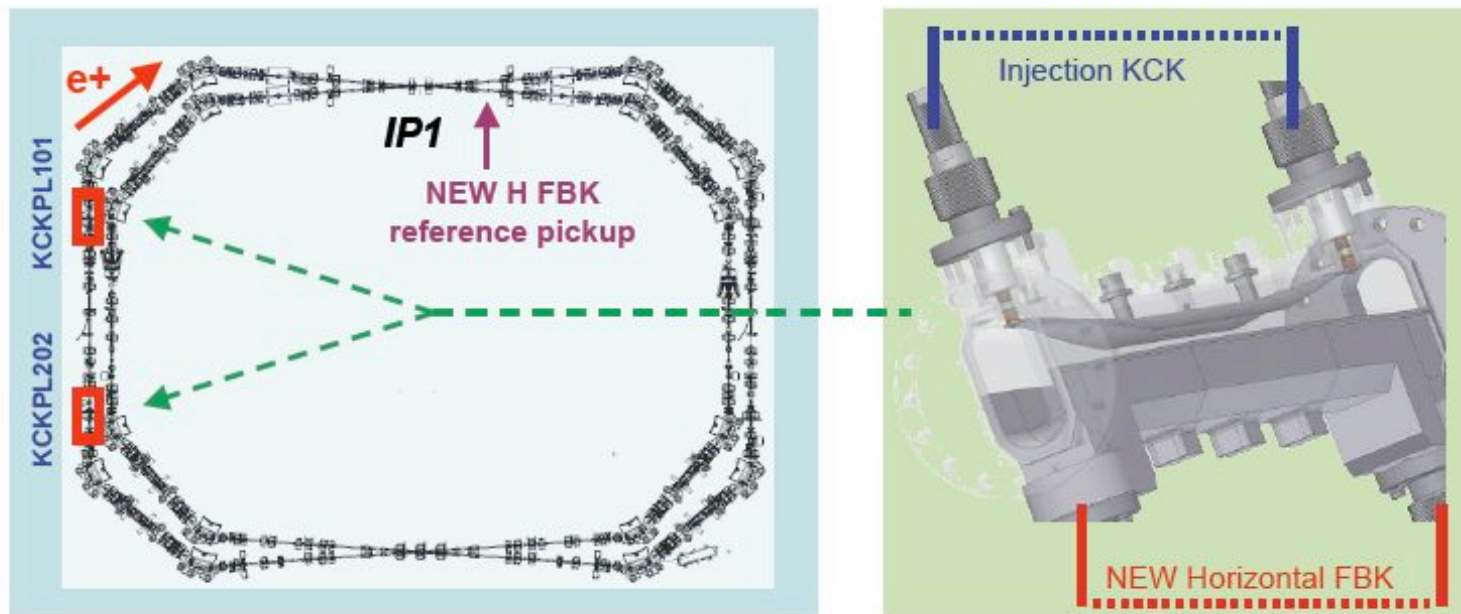 e+
KCKPL101
IP1
NEW H FBK
reference pickup
KCKPL202
Injection KCK
NEW Horizontal FBK